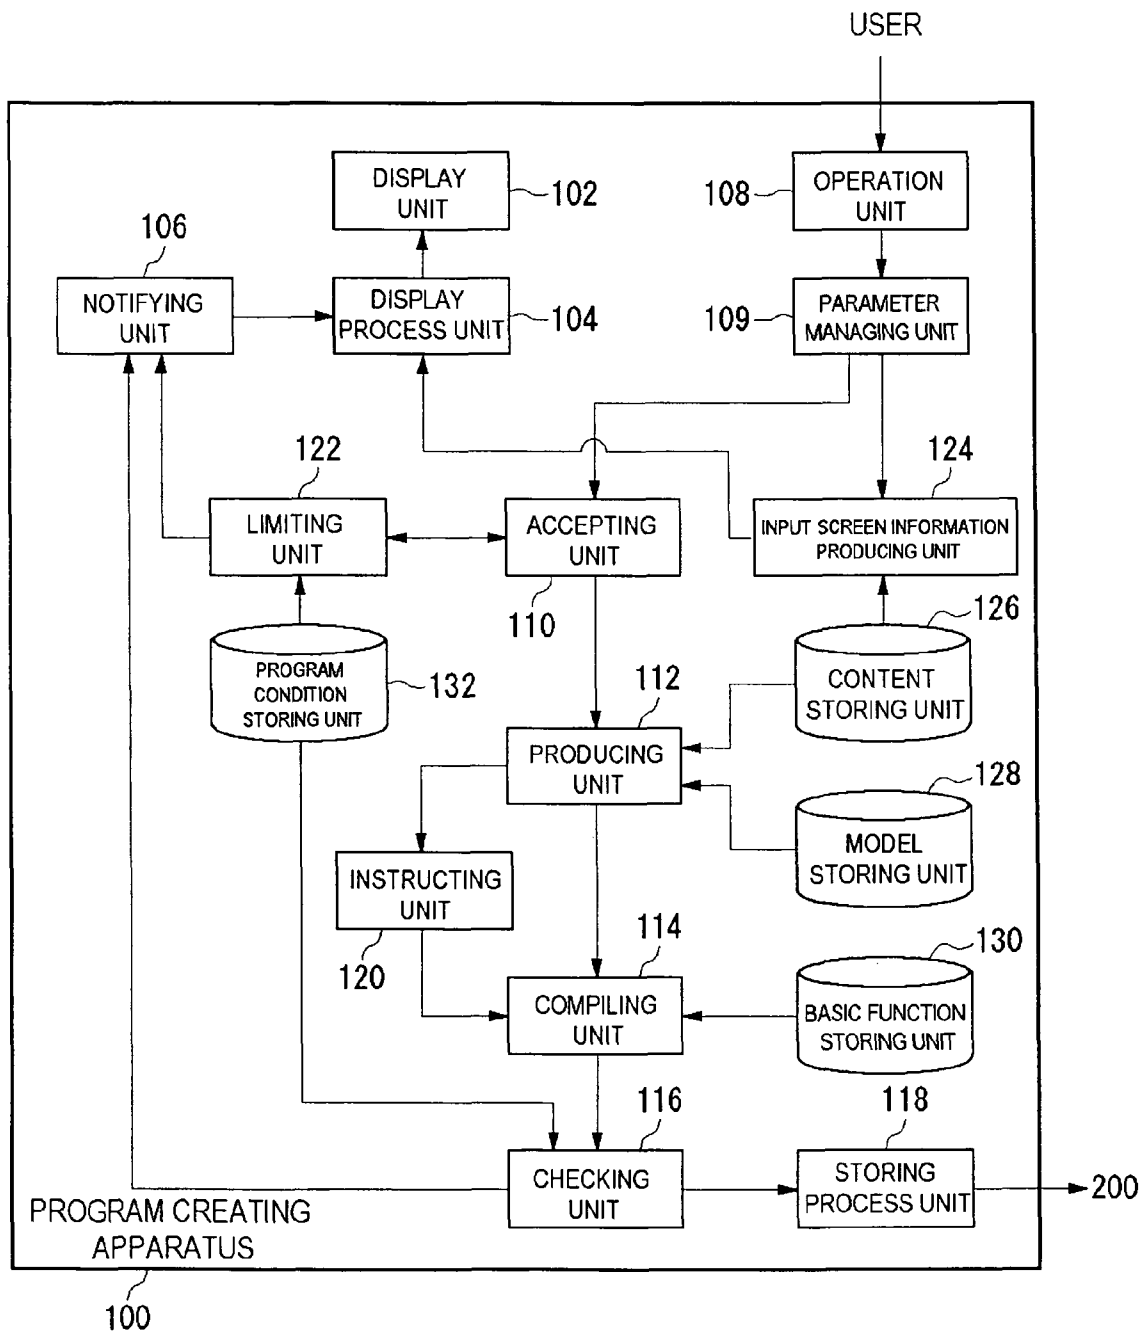 USER
DISPLAY
UNIT
102
108
OPERATION
UNIT
106
NOTIFYING
UNIT
DISPLAY
PROCESS UNIT
104
109
PARAMETER
MANAGING UNIT
122
124
LIMITING
UNIT
ACCEPTING
UNIT
110
INPUT SCREEN INFORMATION
PRODUCING UNIT
126
PROGRAM
CONDITION
STORING UNIT
132
112
CONTENT
STORING UNIT
PRODUCING
UNIT
128
MODEL
STORING UNIT
INSTRUCTING
UNIT
120
114
130
COMPILING
UNIT
BASIC FUNCTION
STORING UNIT
116
118
CHECKING
UNIT
STORING
PROCESS UNIT
200
PROGRAM CREATING
APPARATUS
100